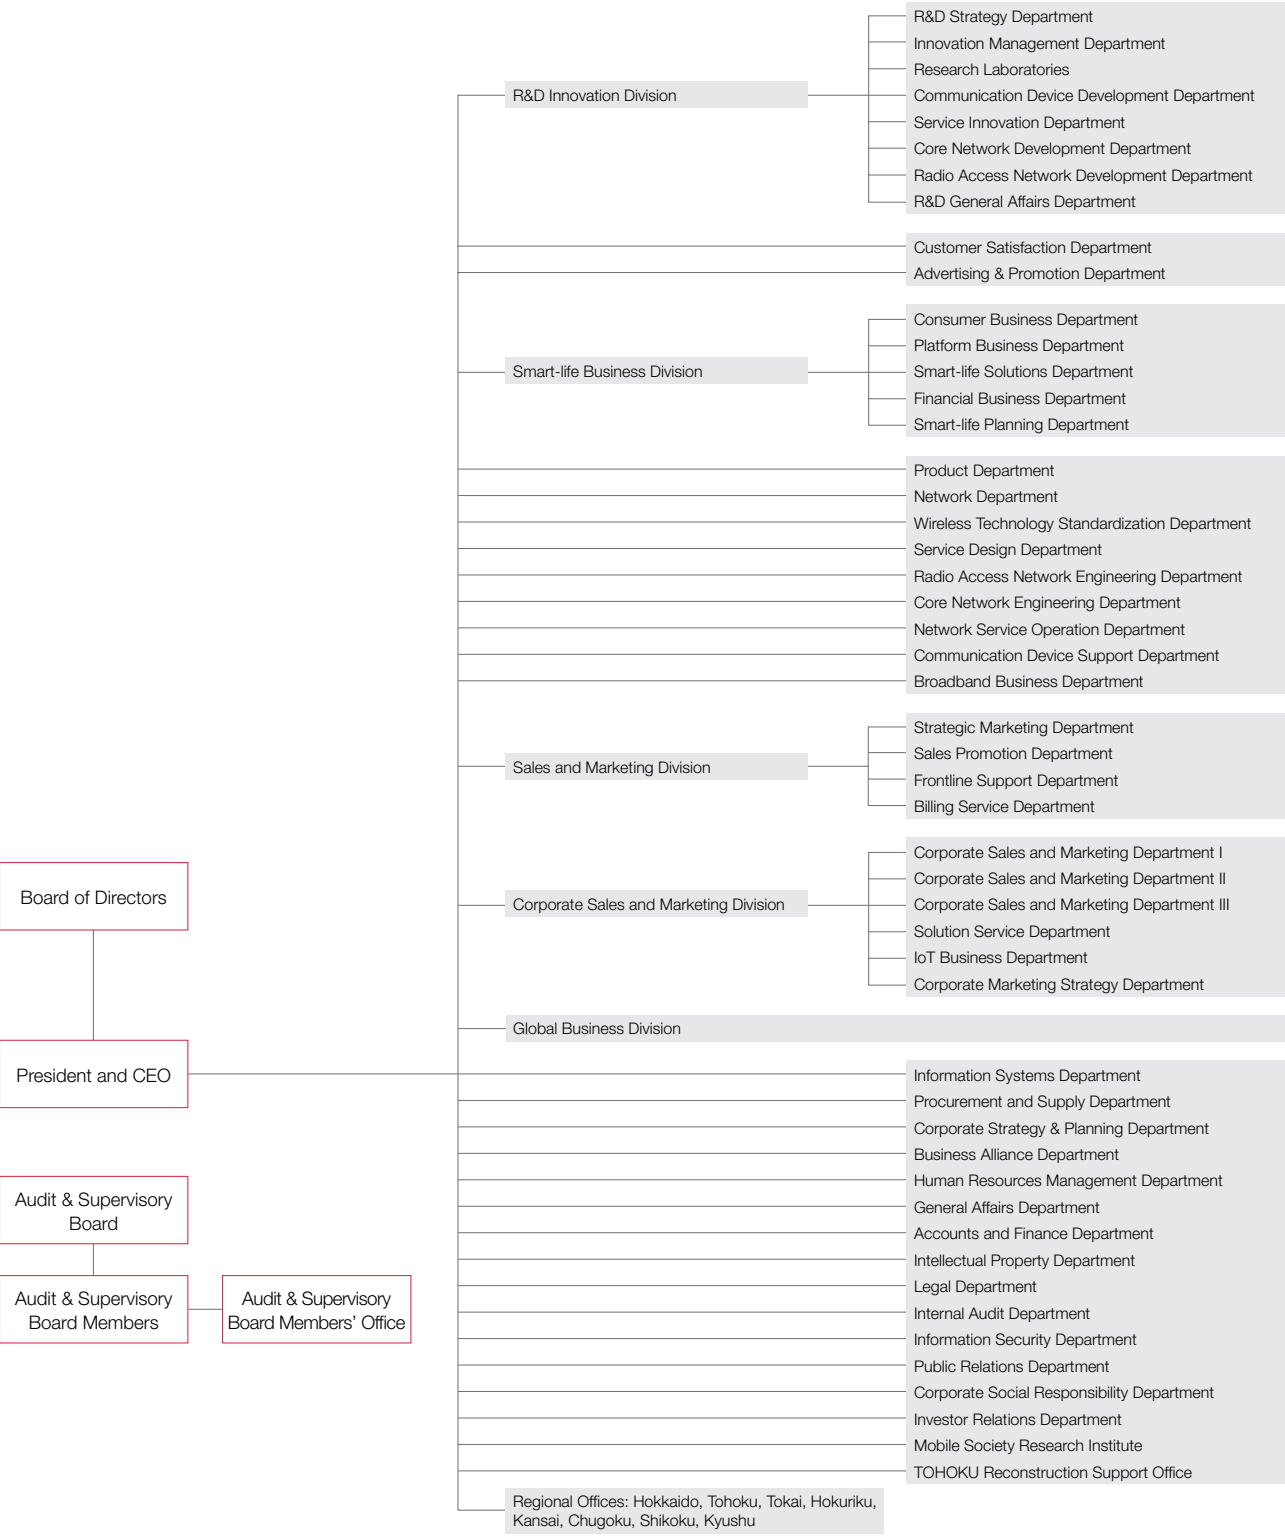 R&D Innovation Division
R&D Strategy Department
Innovation Management Department
Research Laboratories
Communication Device Development Department
Service Innovation Department
Core Network Development Department
Radio Access Network Development Department
R&D General Affairs Department
Customer Satisfaction Department
Advertising & Promotion Department
Smart-life Business Division
Consumer Business Department
Platform Business Department
Smart-life Solutions Department
Financial Business Department
Smart-life Planning Department
Product Department
Network Department
Wireless Technology Standardization Department
Service Design Department
Radio Access Network Engineering Department
Core Network Engineering Department
Network Service Operation Department
Communication Device Support Department
Broadband Business Department
Sales and Marketing Division
Strategic Marketing Department
Sales Promotion Department
Frontline Support Department
Billing Service Department
Board of Directors
Corporate Sales and Marketing Division
Corporate Sales and Marketing Department I
Corporate Sales and Marketing Department II
Corporate Sales and Marketing Department III
Solution Service Department
IoT Business Department
Corporate Marketing Strategy Department
Global Business Division
President and CEO
Information Systems Department
Procurement and Supply Department
Corporate Strategy & Planning Department
Business Alliance Department
Human Resources Management Department
General Affairs Department
Accounts and Finance Department
Intellectual Property Department
Legal Department
Internal Audit Department
Information Security Department
Public Relations Department
Corporate Social Responsibility Department
Investor Relations Department
Mobile Society Research Institute
TOHOKU Reconstruction Support Office
Audit & Supervisory
Board
Audit & Supervisory
Board Members
Audit & Supervisory
Board Members’ Office
Regional Offices: Hokkaido, Tohoku, Tokai, Hokuriku,
Kansai, Chugoku, Shikoku, Kyushu